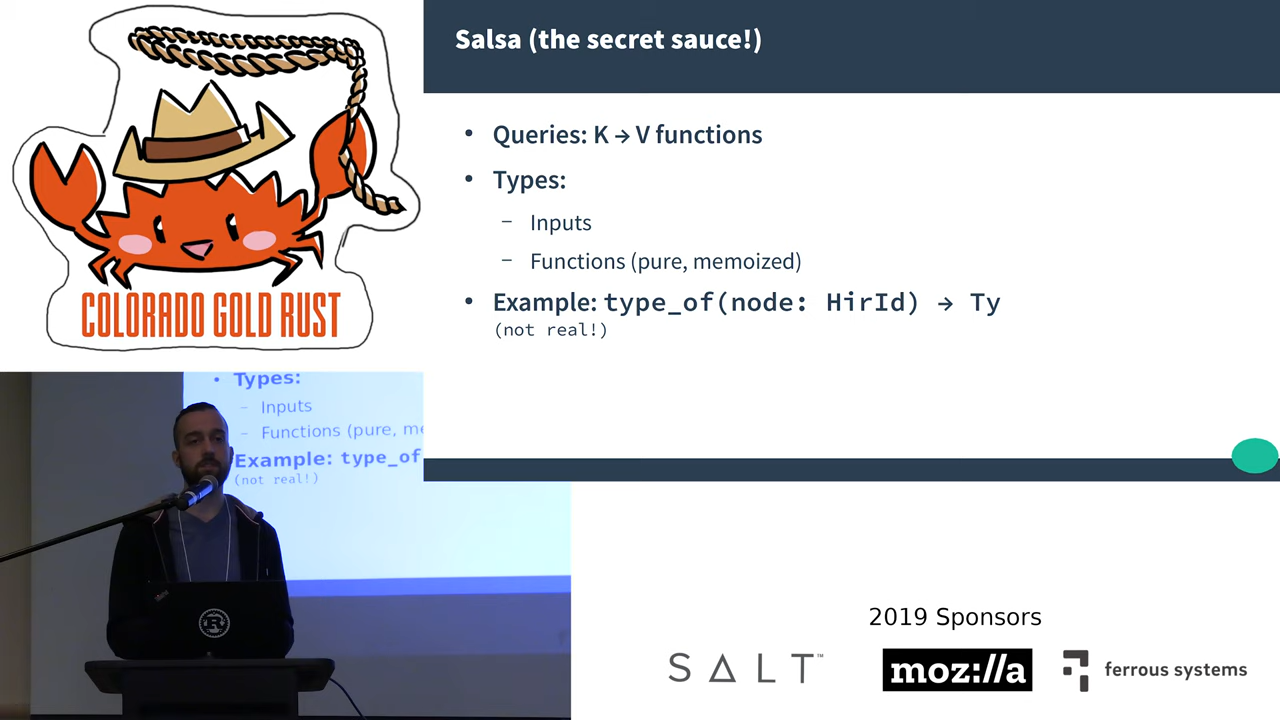 COLORADO GOLD RUST
Salsa (the secret sauce!)
• Queries: K → V functions
• Types:
– Inputs
– Functions (pure, memoized)
• Example: type_of(node: HirId) → Ty
(not real!)
• Types:
– Inputs
– Functions (pure, me
Example: type_of
(not real!)
R
2019 Sponsors
SALT™
moz://a
ferrous systems